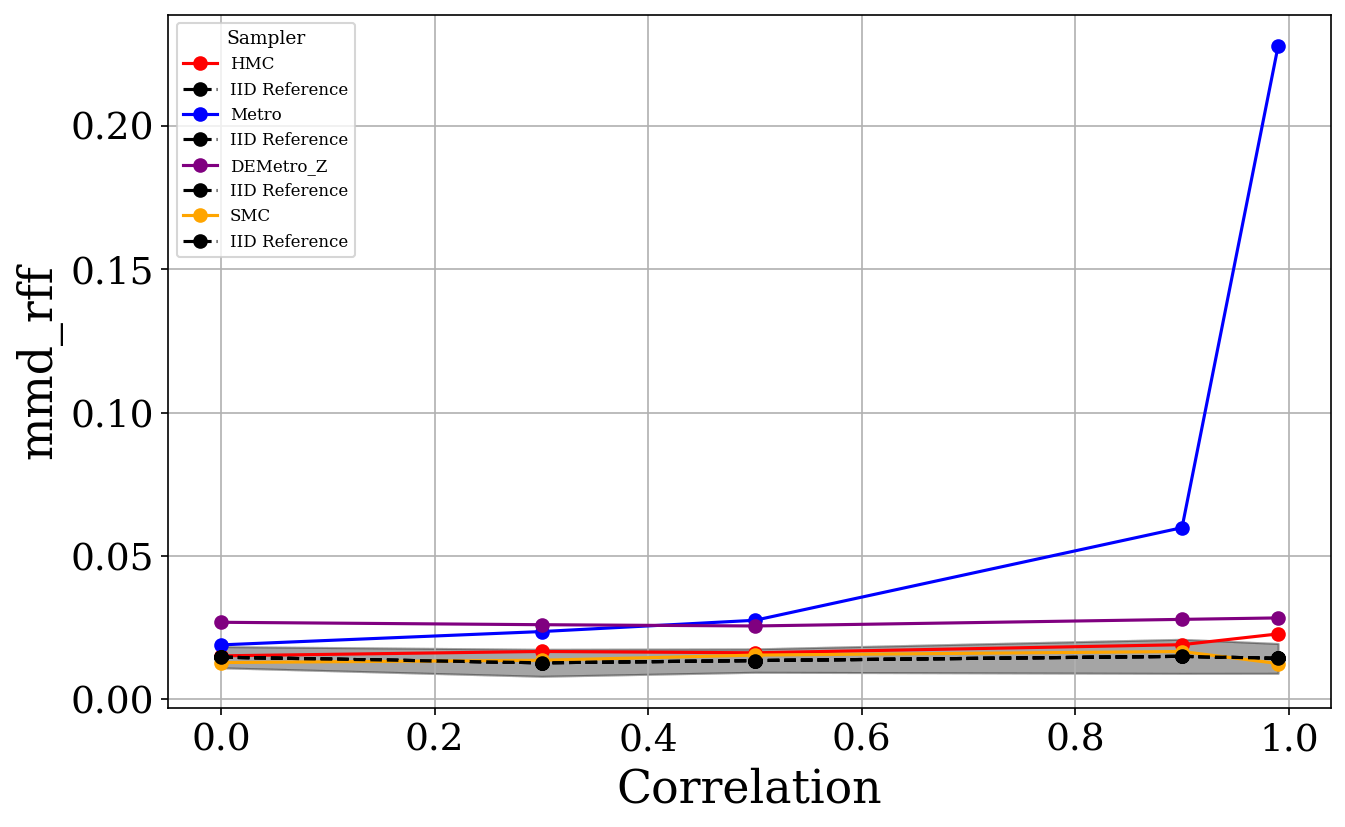 Sampler
HMC
IID Reference
Metro
IID Reference
DEMetro_Z
IID Reference
SMC
IID Reference
mmd_rff
0.20
0.15
0.10
0.05
0.00
0.0 0.2 0.4 0.6 0.8 1.0
Correlation